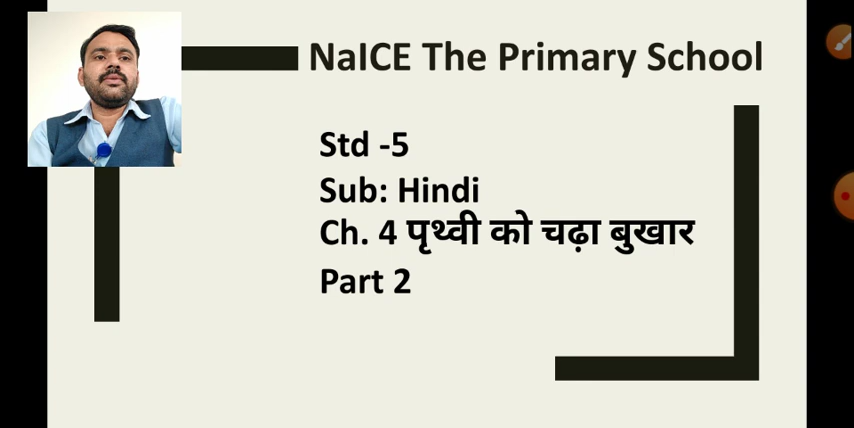 NaICE The Primary School
Std -5
Sub: Hindi
Ch. 4 पृथ्वी को चढ़ा बुखार
Part 2